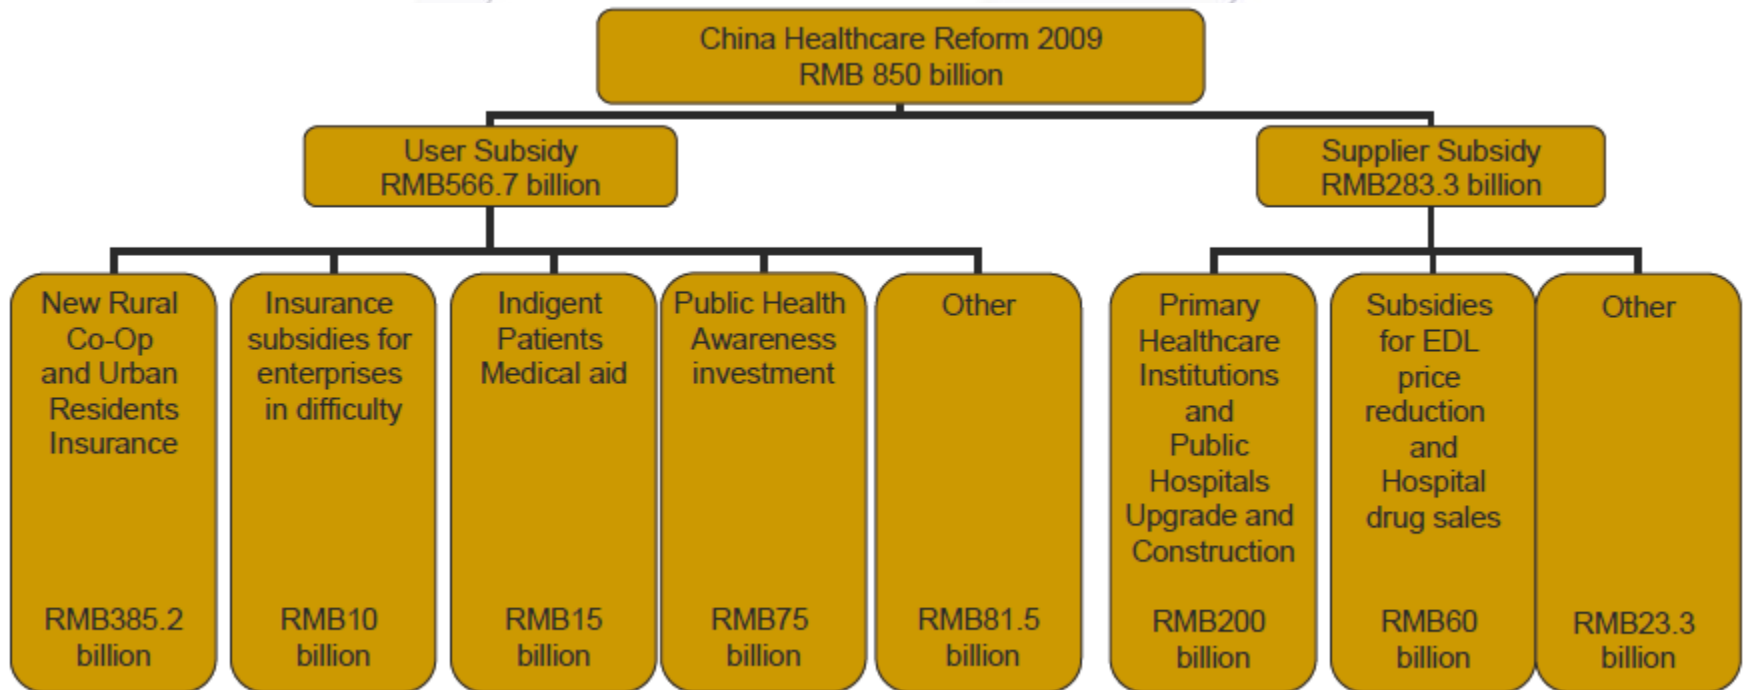 China Healthcare Reform 2009
RMB 850 billion
User Subsidy
RMB566.7 billion
Supplier Subsidy
RMB283.3 billion
New Rural
Co-Op
and Urban
Residents
Insurance
RMB385.2
billion
Insurance
subsidies for
enterprises
in difficulty
RMB10
billion
Indigent
Patients
Medical aid
RMB15
billion
Public Health
Awareness
investment
RMB75
billion
Other
RMB81.5
billion
Primary
Healthcare
Institutions
and
Public
Hospitals
Upgrade and
Construction
RMB200
billion
Subsidies
for EDL
price
reduction
and
Hospital
drug sales
RMB60
billion
Other
RMB23.3
billion